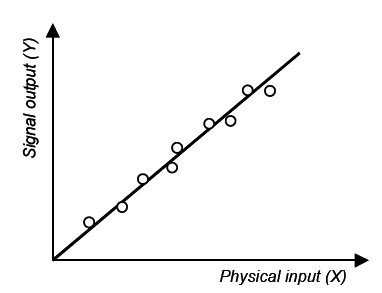 Signal output (Y)
Physical input (X)